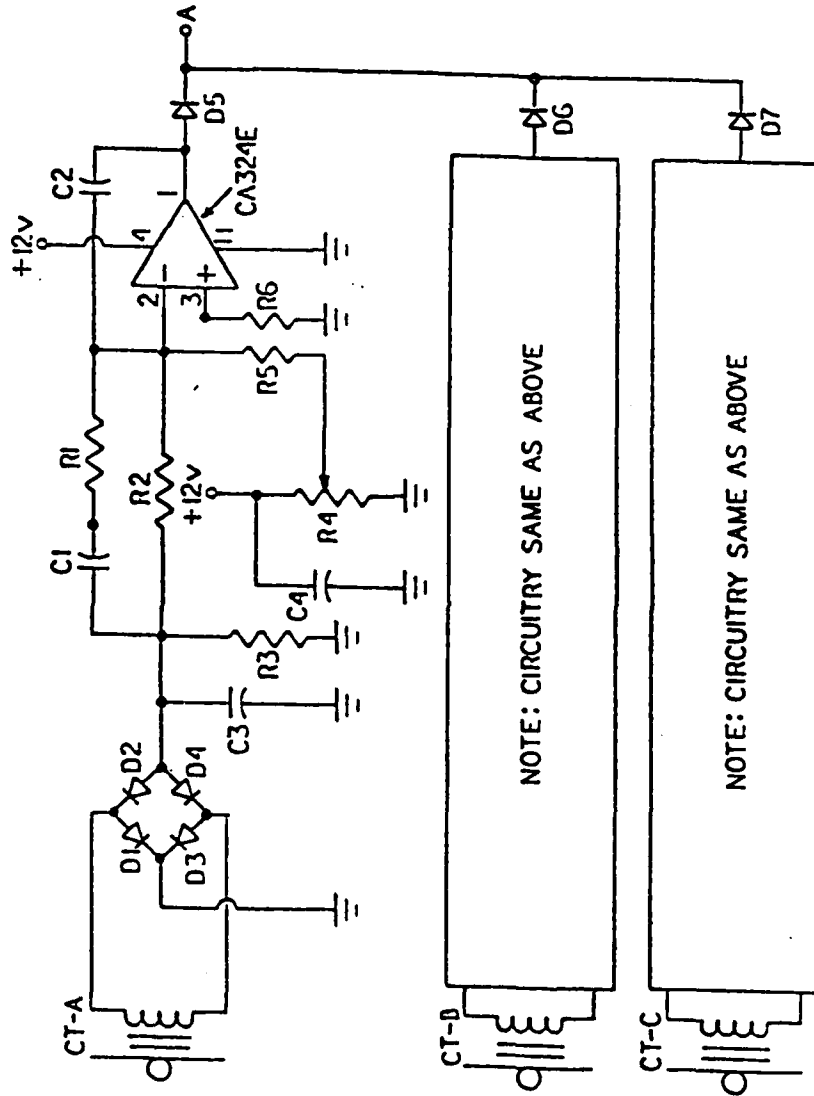 CT-A
D1
D2
D3
D4
C3
R3
C1
R1
R2
+12v
C4
R4
R5
R6
C2
+12v
2
3
4
11
1
−
+
CA324E
D5
A
CT-B
NOTE: CIRCUITRY SAME AS ABOVE
D6
CT-C
NOTE: CIRCUITRY SAME AS ABOVE
D7